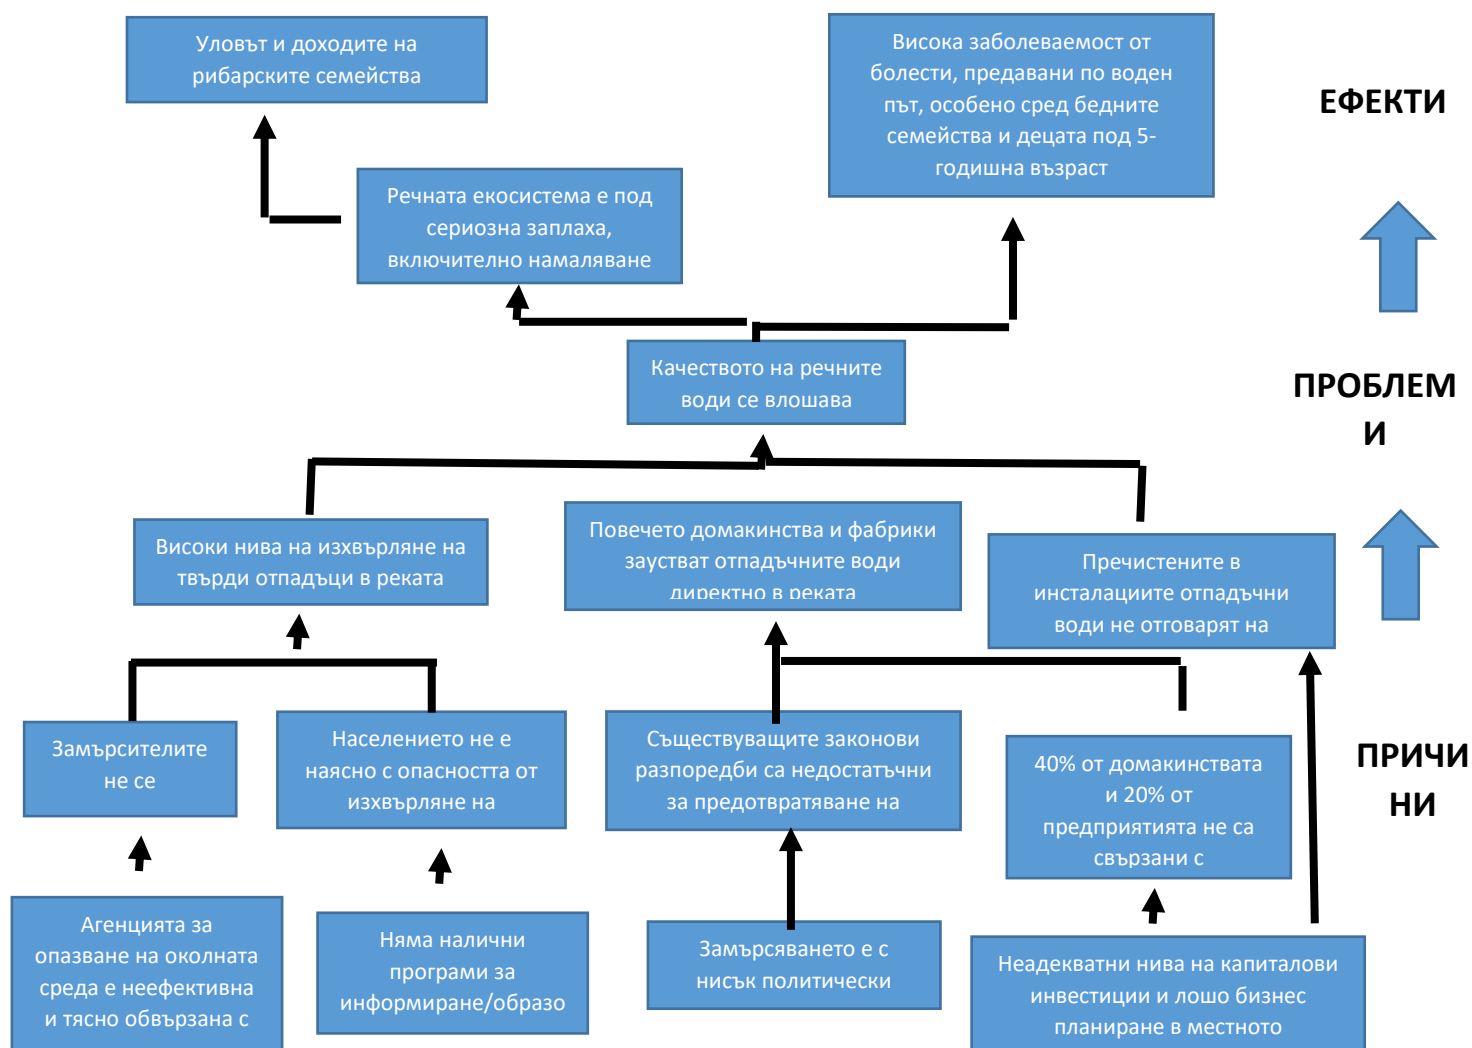 Уловът и доходите на
рибарските семейства
Висока заболеваемост от
болести, предавани по воден
път, особено сред бедните
семейства и децата под 5-
годишна възраст
ЕФЕКТИ
Речната екосистема е под
сериозна заплаха,
включително намаляване
Качеството на речните
води се влошава
ПРОБЛЕМ
И
Високи нива на изхвърляне на
твърди отпадъци в реката
Повечето домакинства и фабрики
заустват отпадъчните води
директно в реката
Пречистените в
инсталациите отпадъчни
води не отговарят на
Замърсителите
не се
Населението не е
наясно с опасността от
изхвърляне на
Съществуващите законови
разпоредби са недостатъчни
за предотвратяване на
40% от домакинствата
и 20% от
предприятията не са
свързани с
ПРИЧИ
НИ
Агенцията за
опазване на околната
среда е неефективна
и тясно обвързана с
Няма налични
програми за
информиране/образо
Замърсяването е с
нисък политически
Неадекватни нива на капиталови
инвестиции и лошо бизнес
планиране в местното